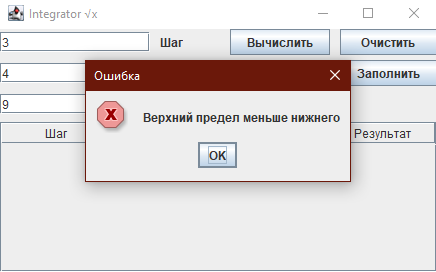 Integrator √x
3 Шаг Вычислить Очистить
4 Заполнить
Ошибка
Верхний предел меньше нижнего
OK
9
Шаг Результат